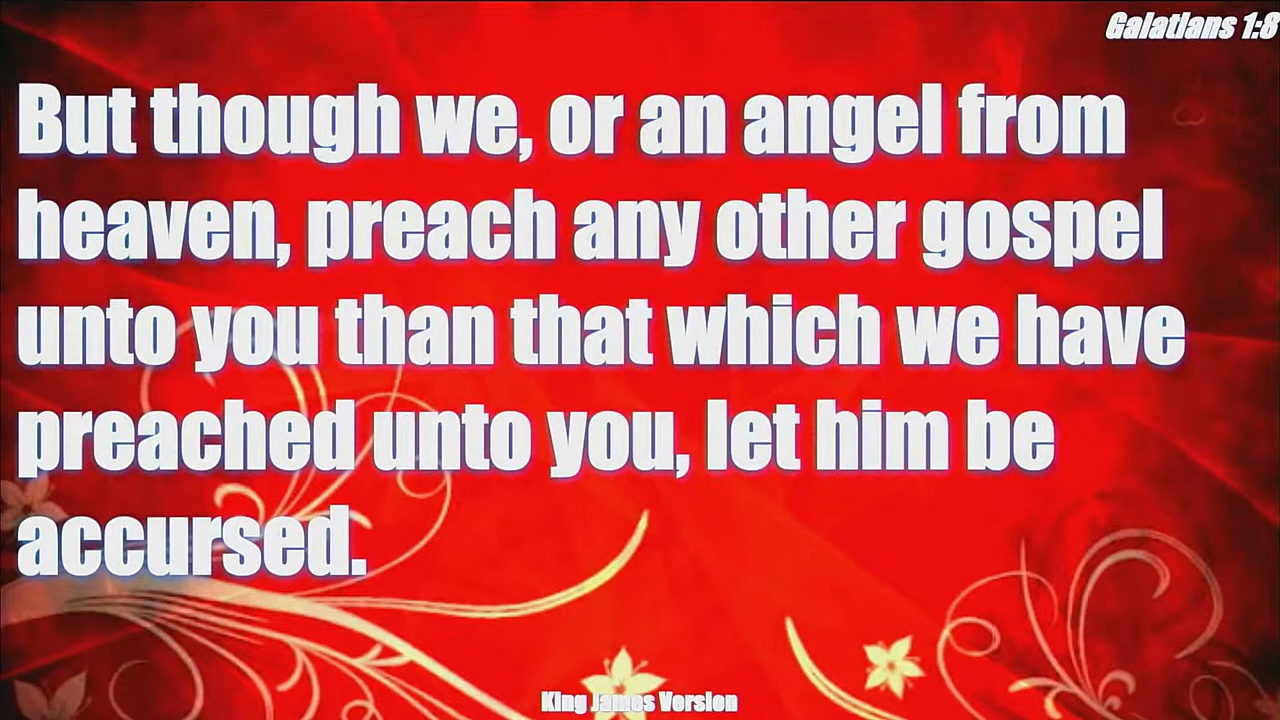 Galatians 1:8
But though we, or an angel from
heaven, preach any other gospel
unto you than that which we have
preached unto you, let him be
accursed.
King James Version